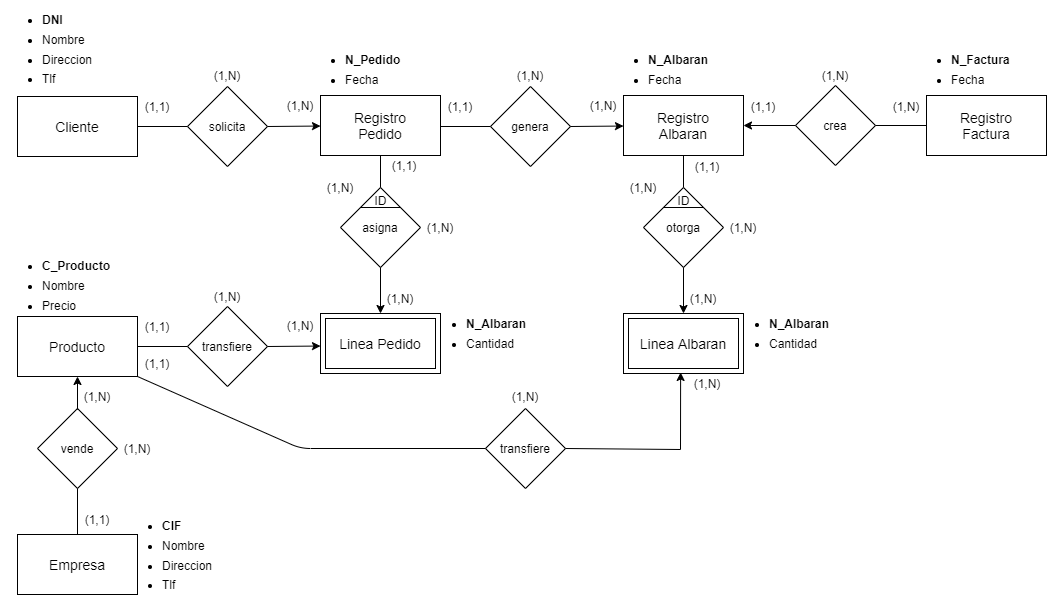 DNI
Nombre
Direccion
Tlf
N_Pedido
Fecha
N_Albaran
Fecha
N_Factura
Fecha
(1,N)
(1,N)
(1,N)
Cliente
(1,1)
solicita
(1,N)
Registro
Pedido
(1,1)
genera
(1,N)
Registro
Albaran
(1,1)
crea
(1,N)
Registro
Factura
(1,1)
(1,1)
(1,N)
ID
asigna
(1,N)
(1,N)
ID
otorga
(1,N)
C_Producto
Nombre
Precio
(1,N)
(1,N)
(1,N)
Producto
(1,1)
(1,1)
transfiere
(1,N)
Linea Pedido
N_Albaran
Cantidad
Linea Albaran
N_Albaran
Cantidad
(1,N)
(1,N)
(1,N)
vende
(1,N)
transfiere
(1,1)
Empresa
CIF
Nombre
Direccion
Tlf